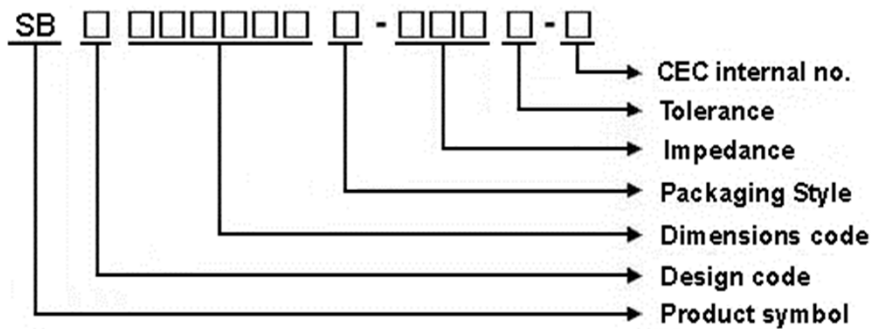 SB □ □□□□□□ □ - □□□ □ - □
CEC internal no.
Tolerance
Impedance
Packaging Style
Dimensions code
Design code
Product symbol